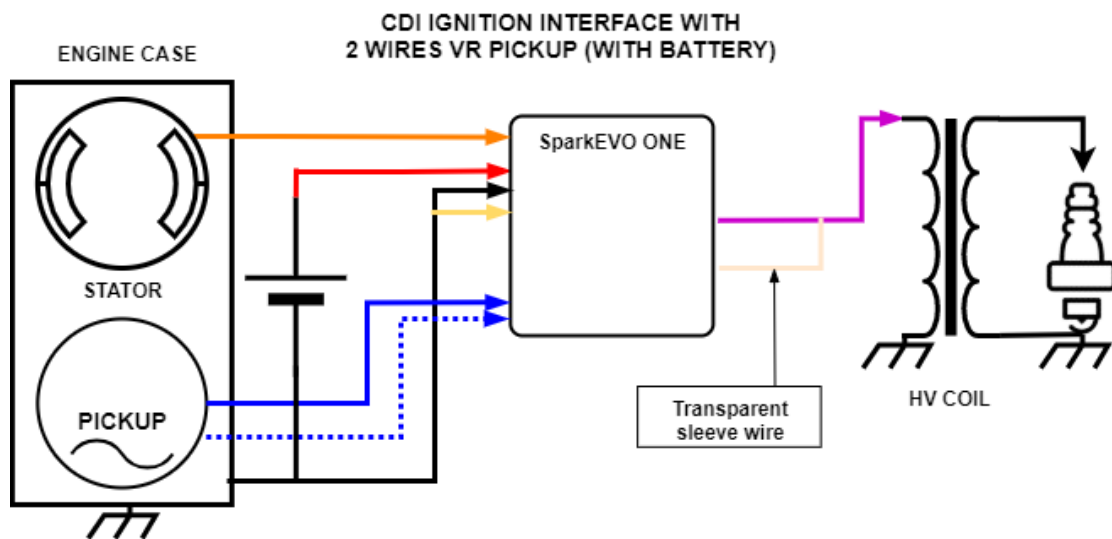 CDI IGNITION INTERFACE WITH
2 WIRES VR PICKUP (WITH BATTERY)
ENGINE CASE
SparkEVO ONE
STATOR
PICKUP
Transparent
sleeve wire
HV COIL